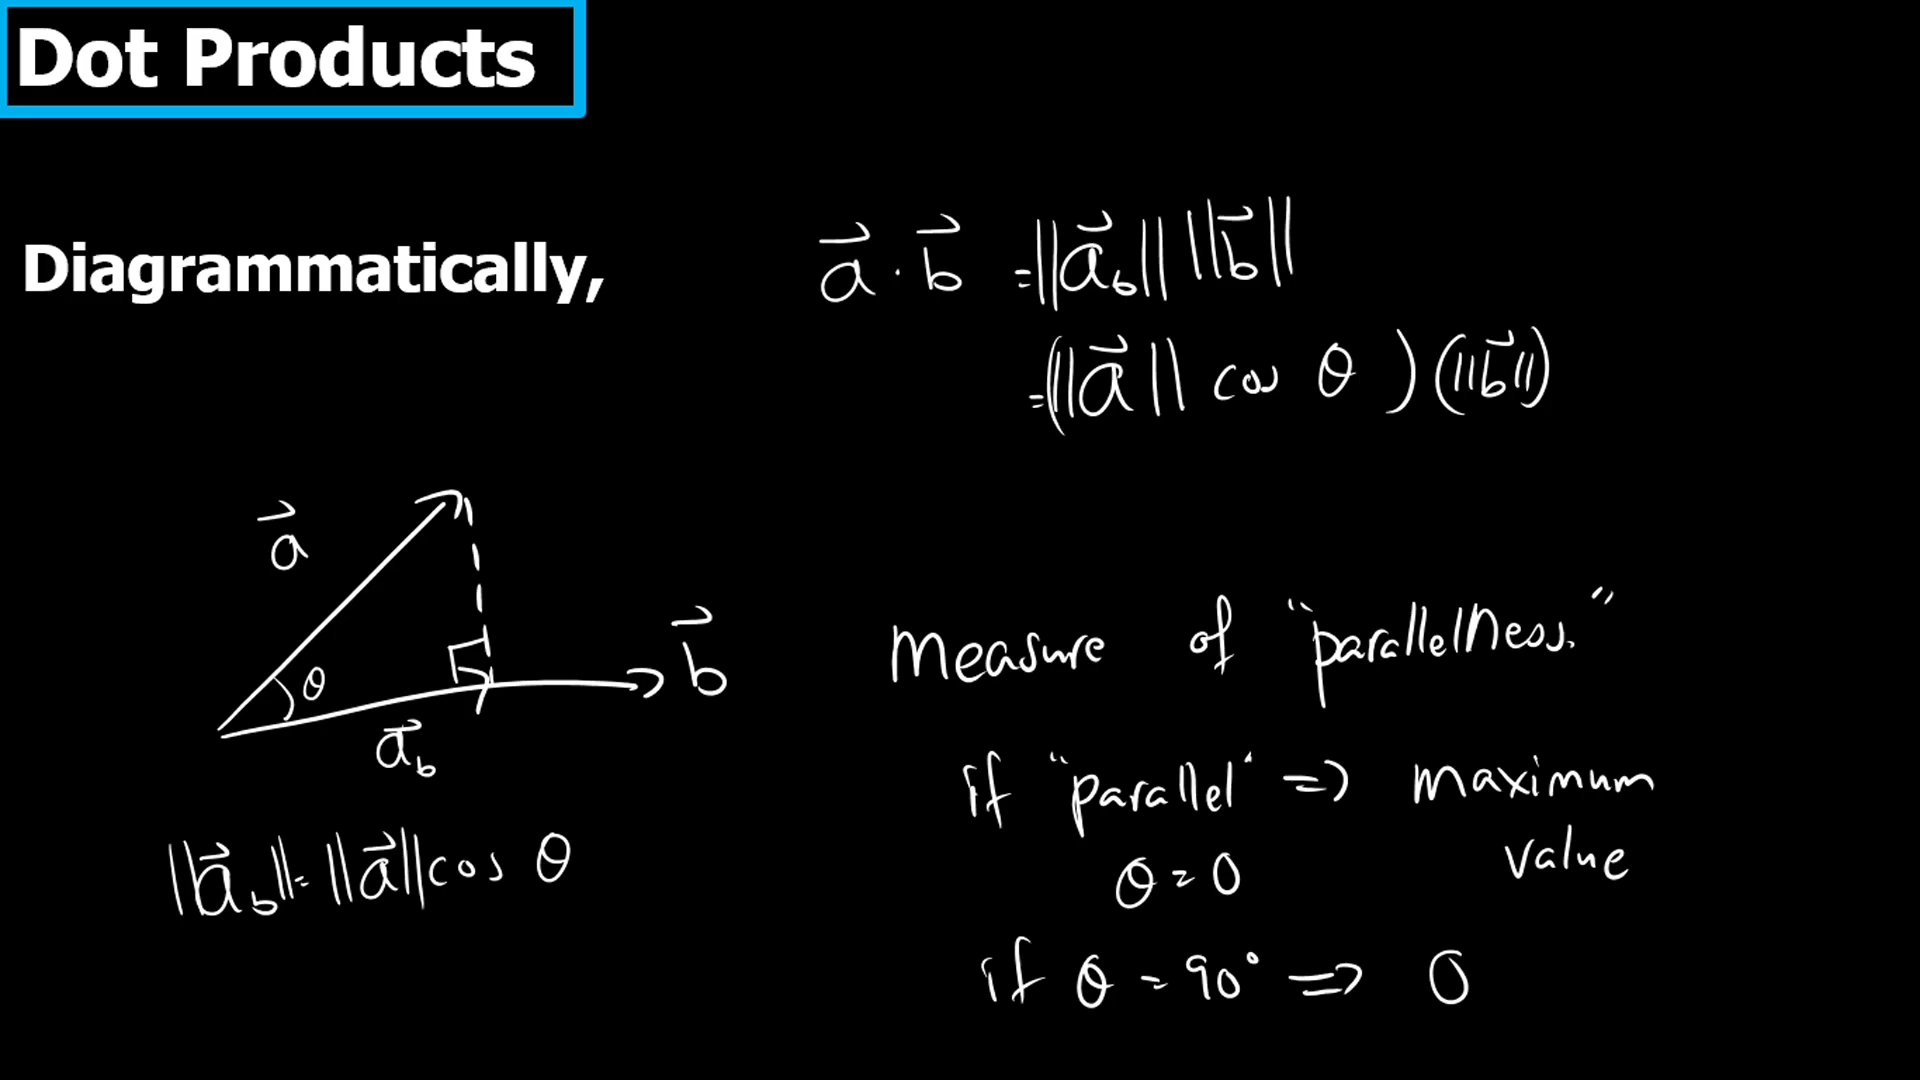 Dot Products
Diagrammatically,
a⃗ · b⃗ = ||a⃗_b|| ||b⃗||
= (||a⃗|| cos θ) (||b⃗||)
a⃗
θ
b⃗
a⃗_b
||a⃗_b|| = ||a⃗|| cos θ
Measure of "parallelness."
if "parallel" => maximum
value
θ = 0
if θ = 90° => 0